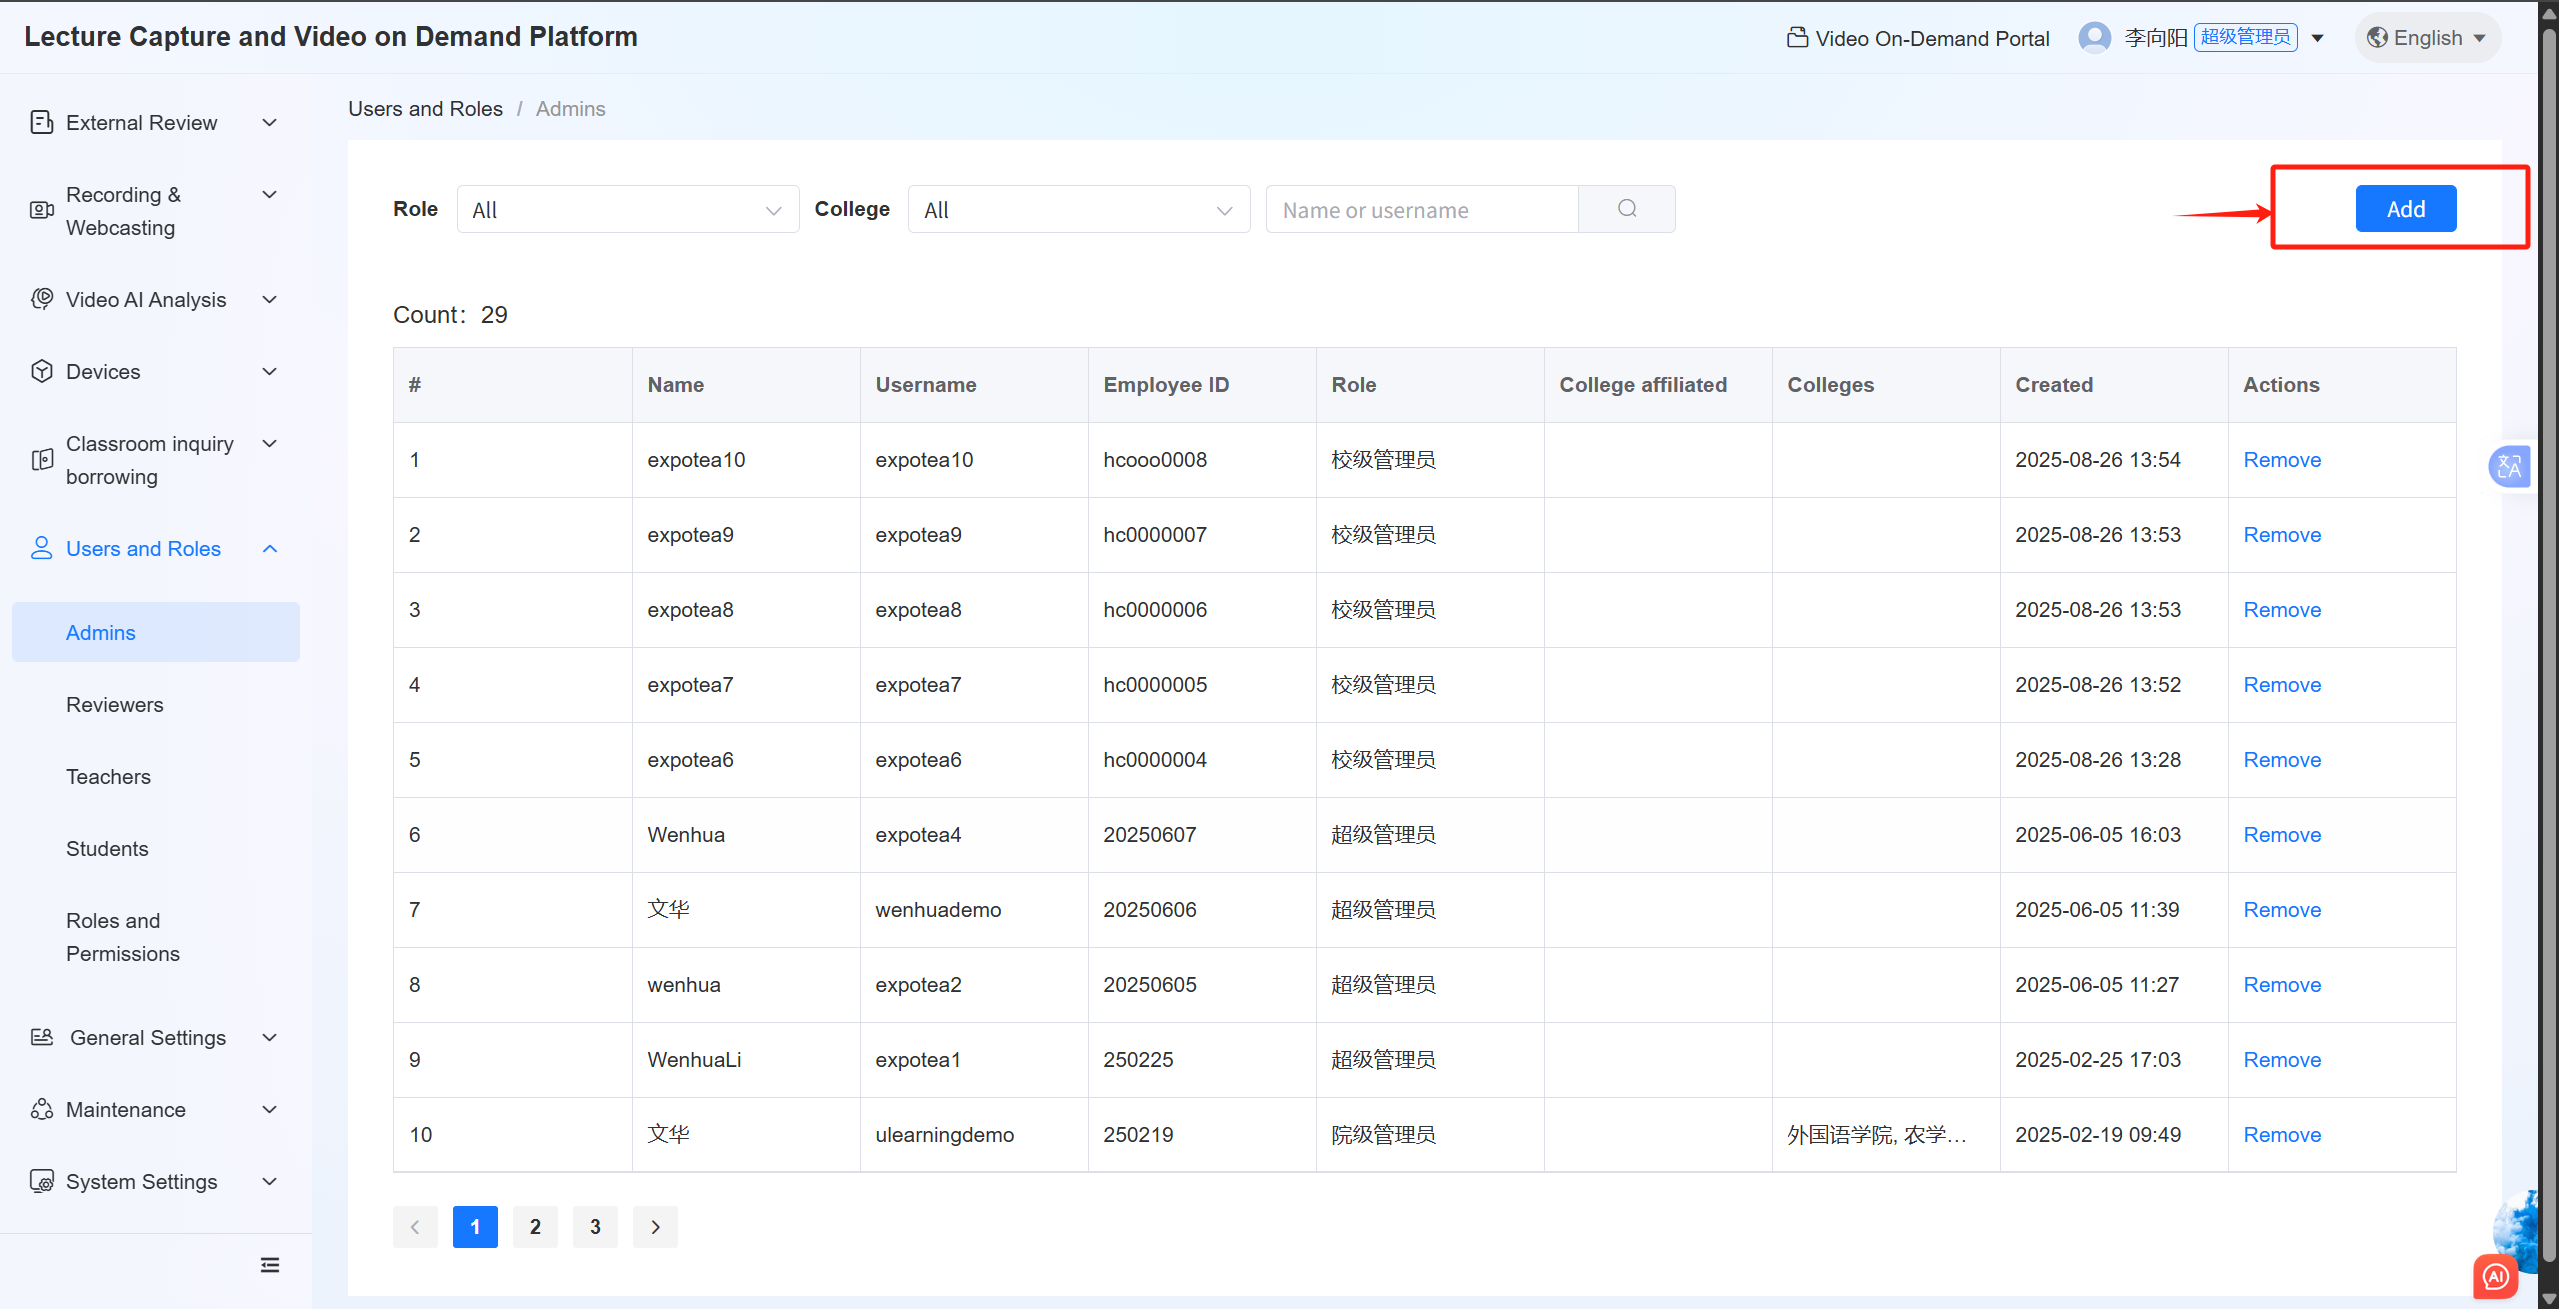 Lecture Capture and Video on Demand Platform
Video On-Demand Portal
李向阳 超级管理员
English
External Review
Recording &
Webcasting
Video AI Analysis
Devices
Classroom inquiry
borrowing
Users and Roles
Admins
Reviewers
Teachers
Students
Roles and
Permissions
General Settings
Maintenance
System Settings
Users and Roles / Admins
Role All College All Name or username Add
Count：29
# Name Username Employee ID Role College affiliated Colleges Created Actions
1 expotea10 expotea10 hcooo0008 校级管理员 2025-08-26 13:54 Remove
2 expotea9 expotea9 hc0000007 校级管理员 2025-08-26 13:53 Remove
3 expotea8 expotea8 hc0000006 校级管理员 2025-08-26 13:53 Remove
4 expotea7 expotea7 hc0000005 校级管理员 2025-08-26 13:52 Remove
5 expotea6 expotea6 hc0000004 校级管理员 2025-08-26 13:28 Remove
6 Wenhua expotea4 20250607 超级管理员 2025-06-05 16:03 Remove
7 文华 wenhuademo 20250606 超级管理员 2025-06-05 11:39 Remove
8 wenhua expotea2 20250605 超级管理员 2025-06-05 11:27 Remove
9 WenhuaLi expotea1 250225 超级管理员 2025-02-25 17:03 Remove
10 文华 ulearningdemo 250219 院级管理员 外国语学院, 农学… 2025-02-19 09:49 Remove
1 2 3
文A
AI